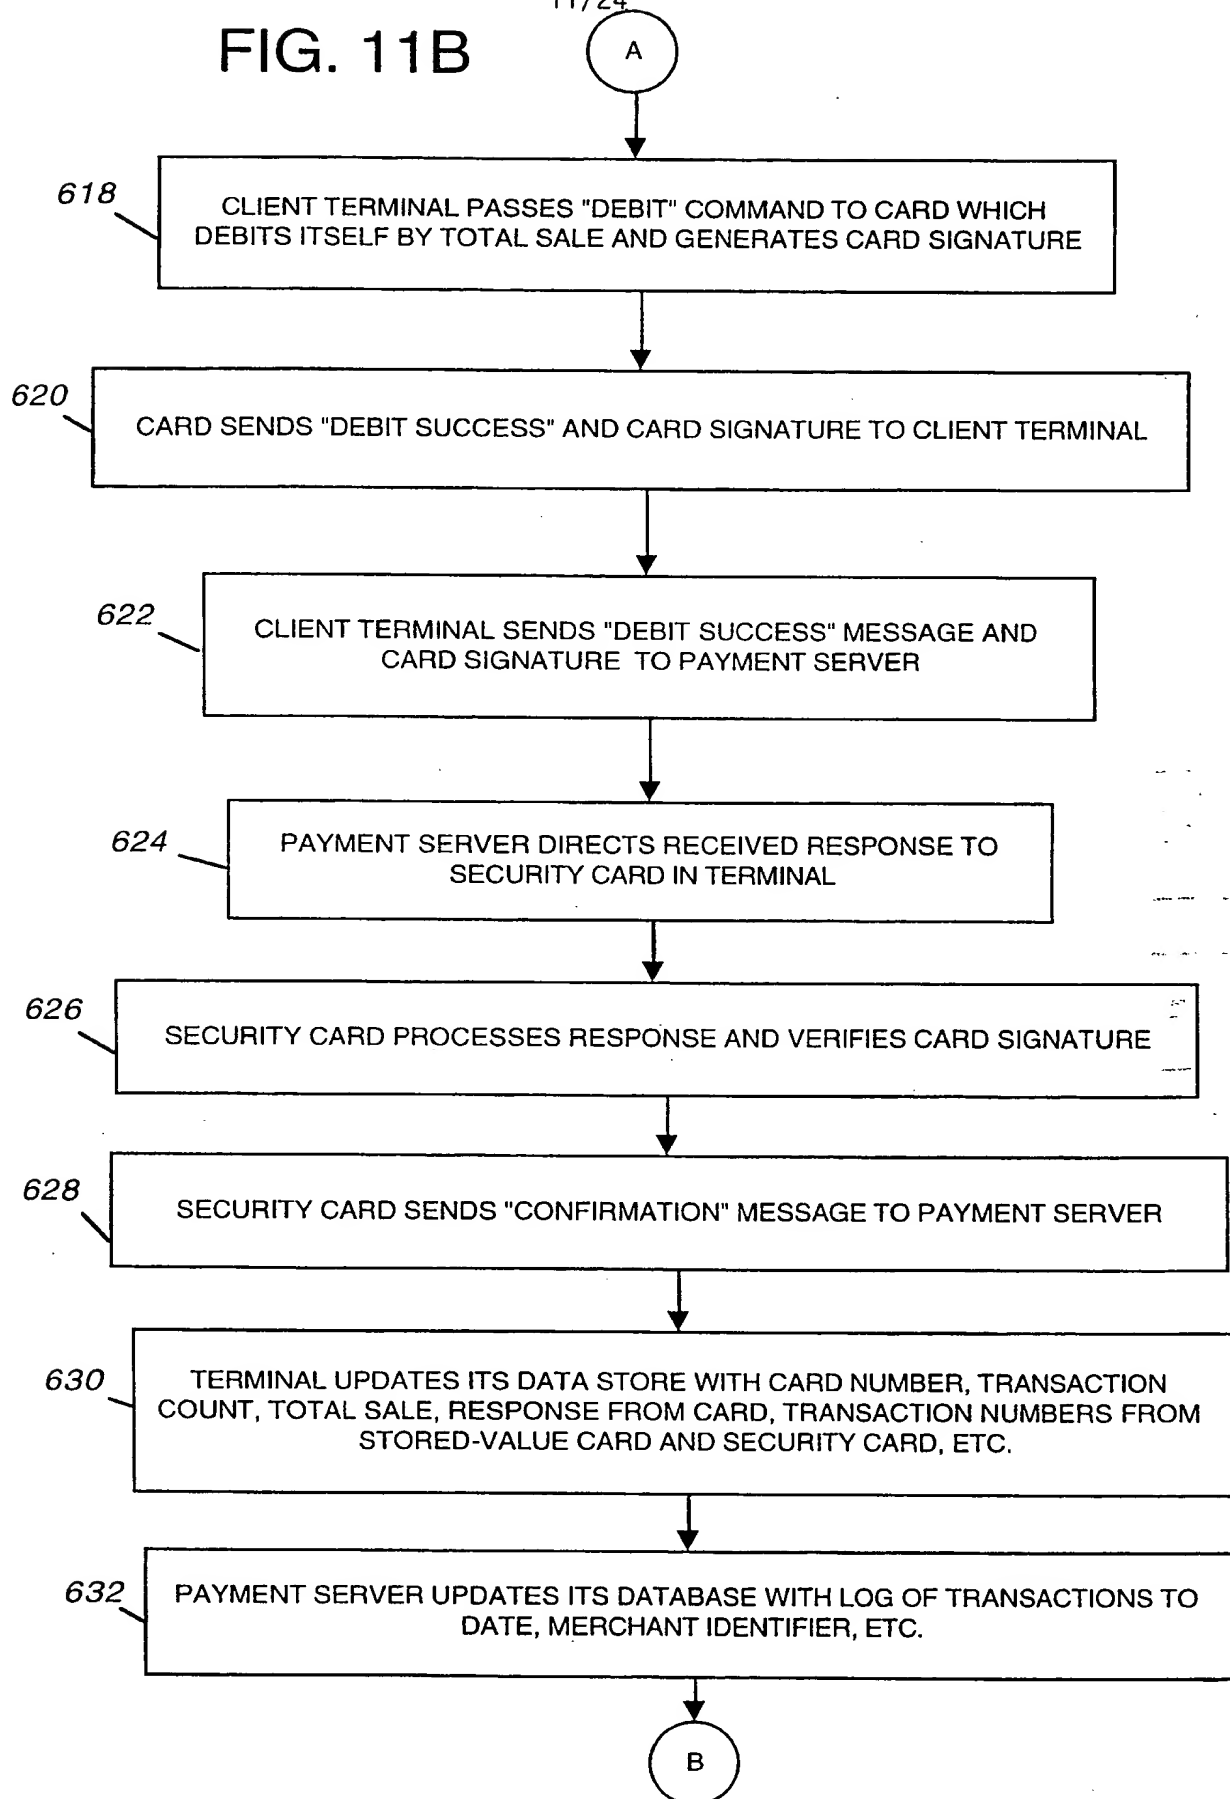 11/24
FIG. 11B
A
618
CLIENT TERMINAL PASSES "DEBIT" COMMAND TO CARD WHICH
DEBITS ITSELF BY TOTAL SALE AND GENERATES CARD SIGNATURE
620
CARD SENDS "DEBIT SUCCESS" AND CARD SIGNATURE TO CLIENT TERMINAL
622
CLIENT TERMINAL SENDS "DEBIT SUCCESS" MESSAGE AND
CARD SIGNATURE TO PAYMENT SERVER
624
PAYMENT SERVER DIRECTS RECEIVED RESPONSE TO
SECURITY CARD IN TERMINAL
626
SECURITY CARD PROCESSES RESPONSE AND VERIFIES CARD SIGNATURE
628
SECURITY CARD SENDS "CONFIRMATION" MESSAGE TO PAYMENT SERVER
630
TERMINAL UPDATES ITS DATA STORE WITH CARD NUMBER, TRANSACTION
COUNT, TOTAL SALE, RESPONSE FROM CARD, TRANSACTION NUMBERS FROM
STORED-VALUE CARD AND SECURITY CARD, ETC.
632
PAYMENT SERVER UPDATES ITS DATABASE WITH LOG OF TRANSACTIONS TO
DATE, MERCHANT IDENTIFIER, ETC.
B